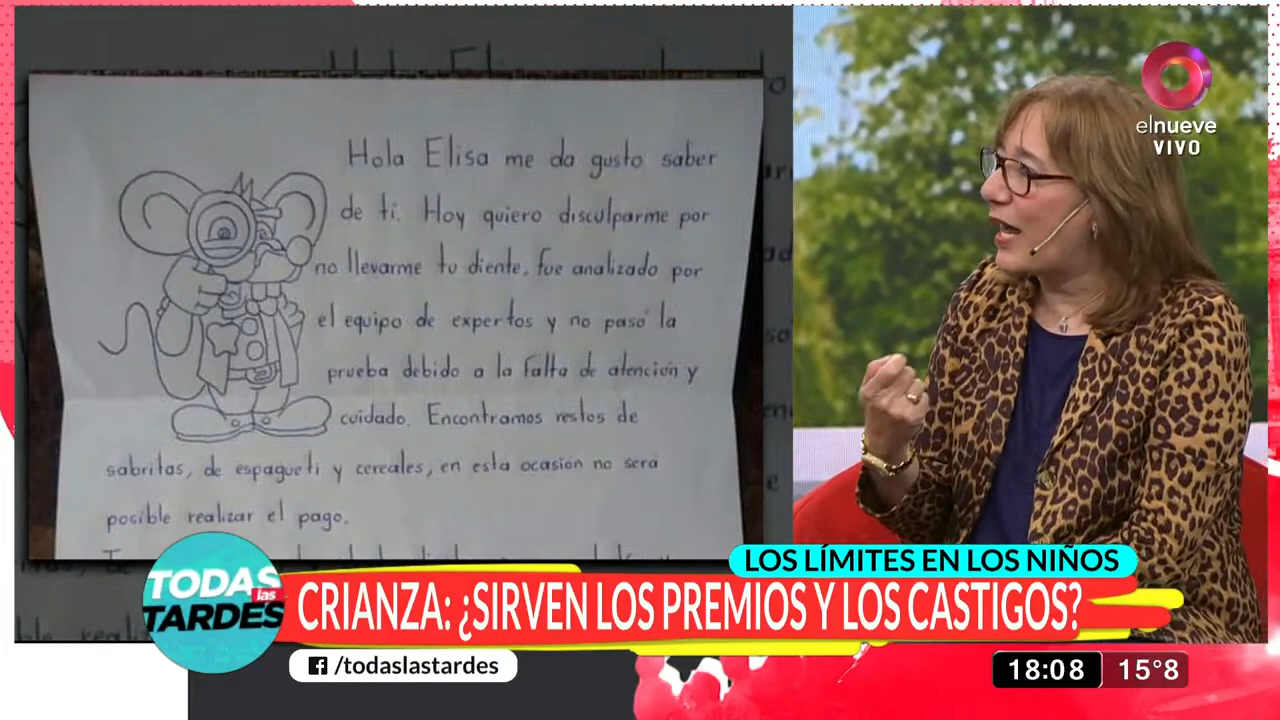 elnueve
VIVO
Hola Elisa me da gusto saber
de ti. Hoy quiero disculparme por
no llevarme tu diente, fue analizado por
el equipo de expertos y no pasó la
prueba debido a la falta de atención y
cuidado. Encontramos restos de
sabritas, de espagueti y cereales, en esta ocasión no será
posible realizar el pago.
LOS LÍMITES EN LOS NIÑOS
TODAS
las
TARDES
CRIANZA: ¿SIRVEN LOS PREMIOS Y LOS CASTIGOS?
/todaslastardes
18:08 15°8